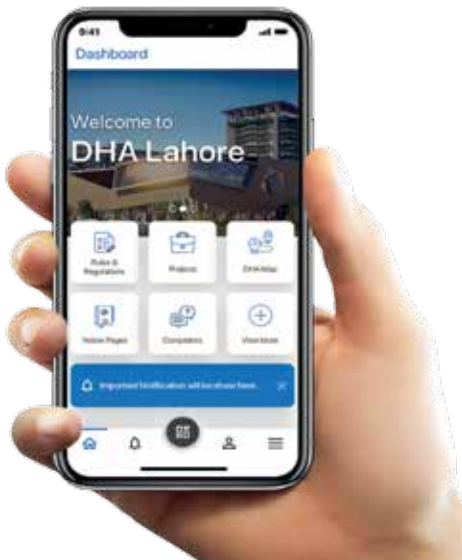 9:41
Dashboard
Welcome to
DHA Lahore
Rules &
Regulations
Projects
DHA Map
Yellow Pages
Complaints
View More
Important Notification will be show here.